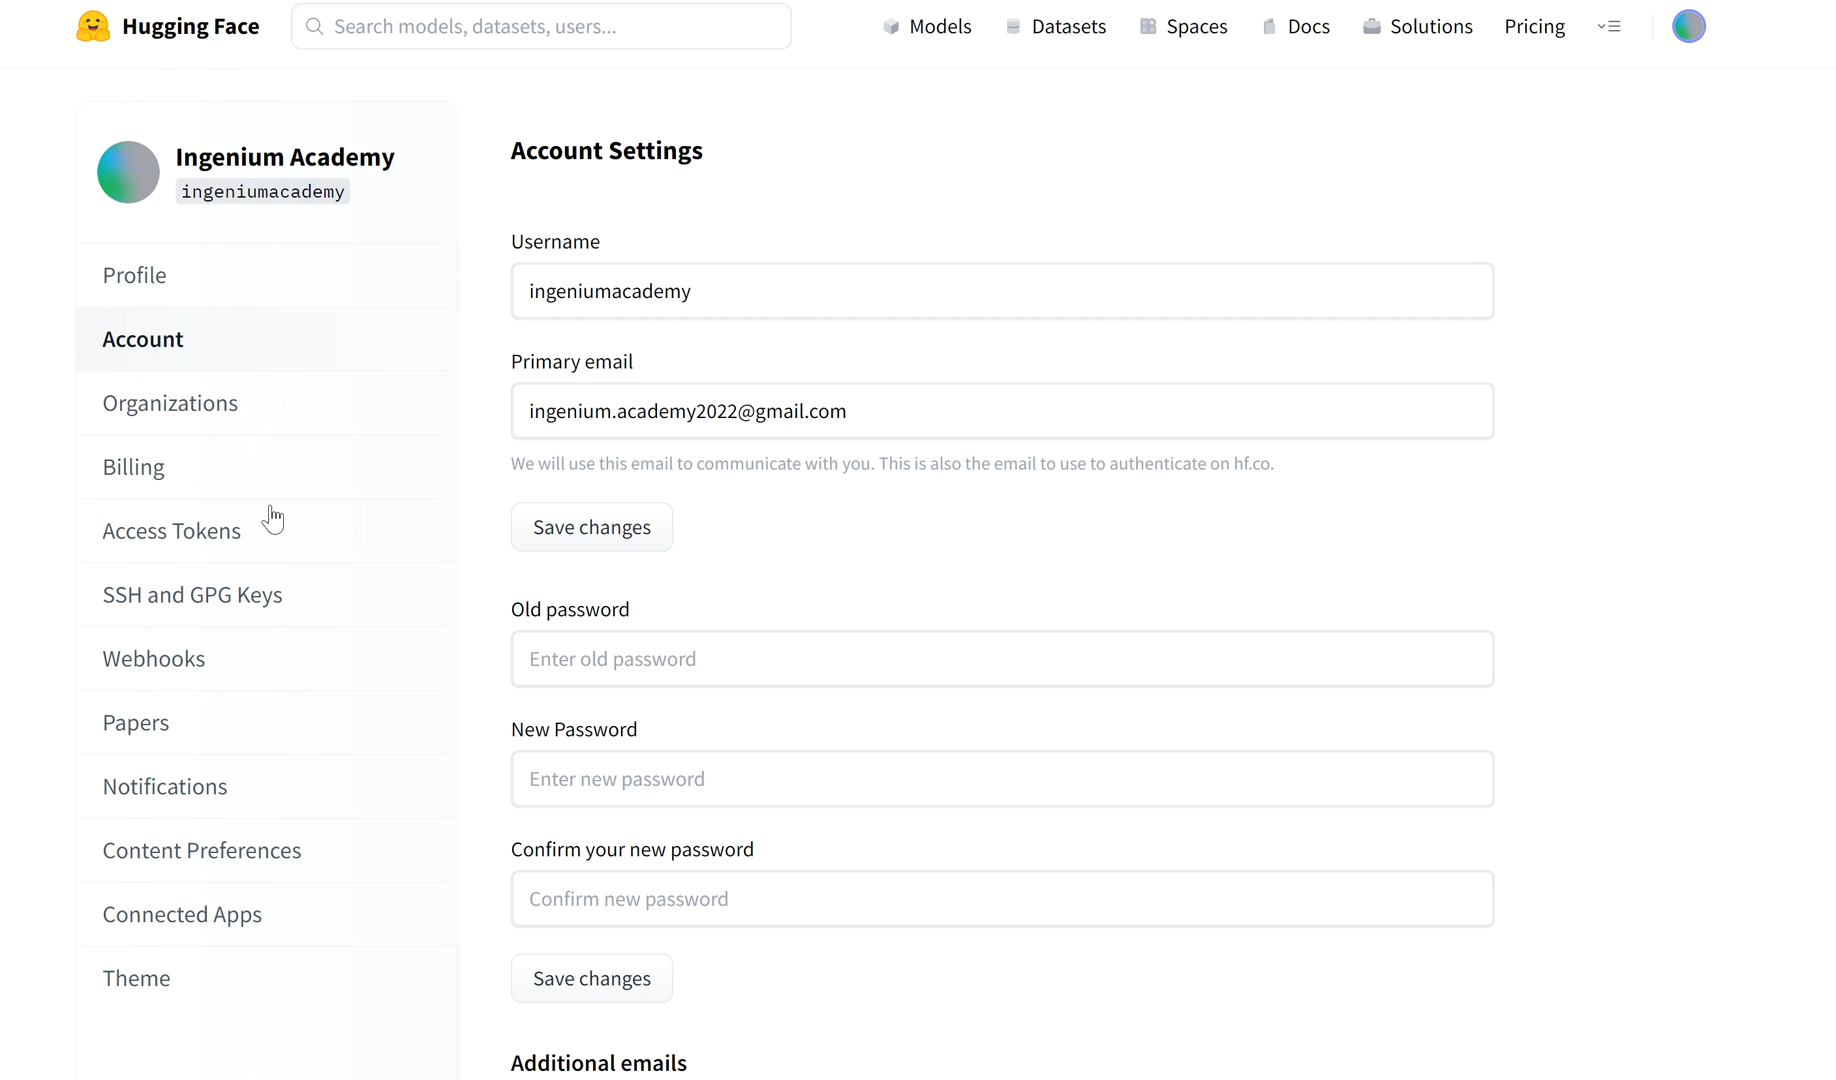 Hugging Face
Search models, datasets, users...
Models
Datasets
Spaces
Docs
Solutions
Pricing
Ingenium Academy
ingeniumacademy
Profile
Account
Organizations
Billing
Access Tokens
SSH and GPG Keys
Webhooks
Papers
Notifications
Content Preferences
Connected Apps
Theme
Account Settings
Username
ingeniumacademy
Primary email
ingenium.academy2022@gmail.com
We will use this email to communicate with you. This is also the email to use to authenticate on hf.co.
Save changes
Old password
Enter old password
New Password
Enter new password
Confirm your new password
Confirm new password
Save changes
Additional emails